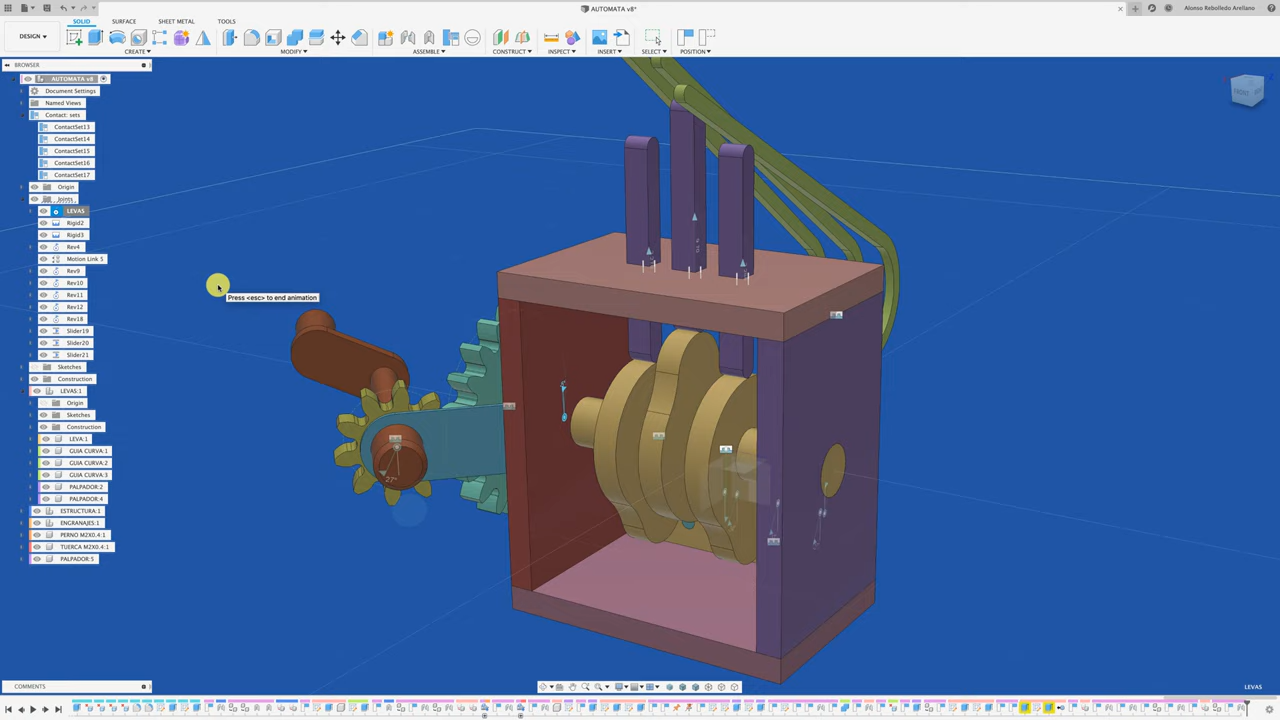 AUTOMATA v8*
Alonso Rebolledo Arellano
DESIGN
SOLID
SURFACE
SHEET METAL
TOOLS
CREATE
MODIFY
ASSEMBLE
CONSTRUCT
INSPECT
INSERT
SELECT
POSITION
BROWSER
AUTOMATA v8
Document Settings
Named Views
Contact: sets
ContactSet13
ContactSet14
ContactSet15
ContactSet16
ContactSet17
Origin
Joints
LEVAS
Rigid2
Rigid3
Rev4
Motion Link 5
Rev9
Rev10
Rev11
Rev12
Rev18
Slider19
Slider20
Slider21
Sketches
Construction
LEVAS:1
Origin
Sketches
Construction
LEVA:1
GUIA CURVA:1
GUIA CURVA:2
GUIA CURVA:3
PALPADOR:2
PALPADOR:4
ESTRUCTURA:1
ENGRANAJES:1
PERNO M2X0.4:1
TUERCA M2X0.4:1
PALPADOR:5
Press <esc> to end animation
27°
FRONT
COMMENTS
LEVAS